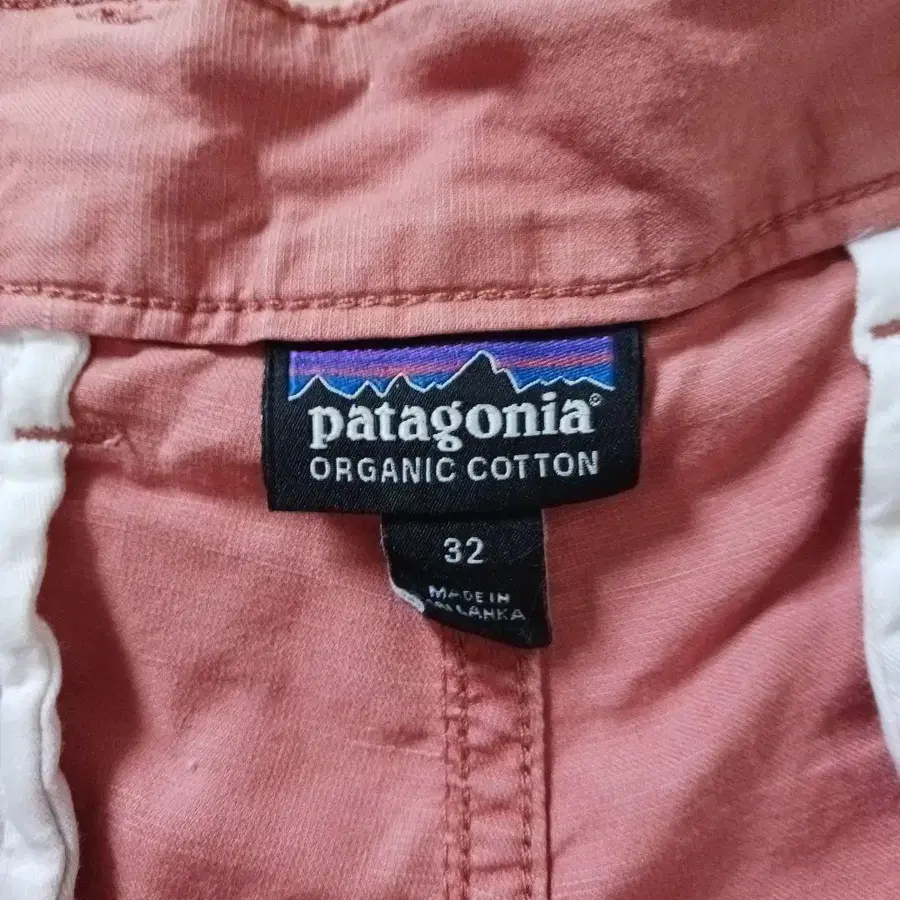 patagonia®
ORGANIC COTTON
32
MADE IN
LANKA